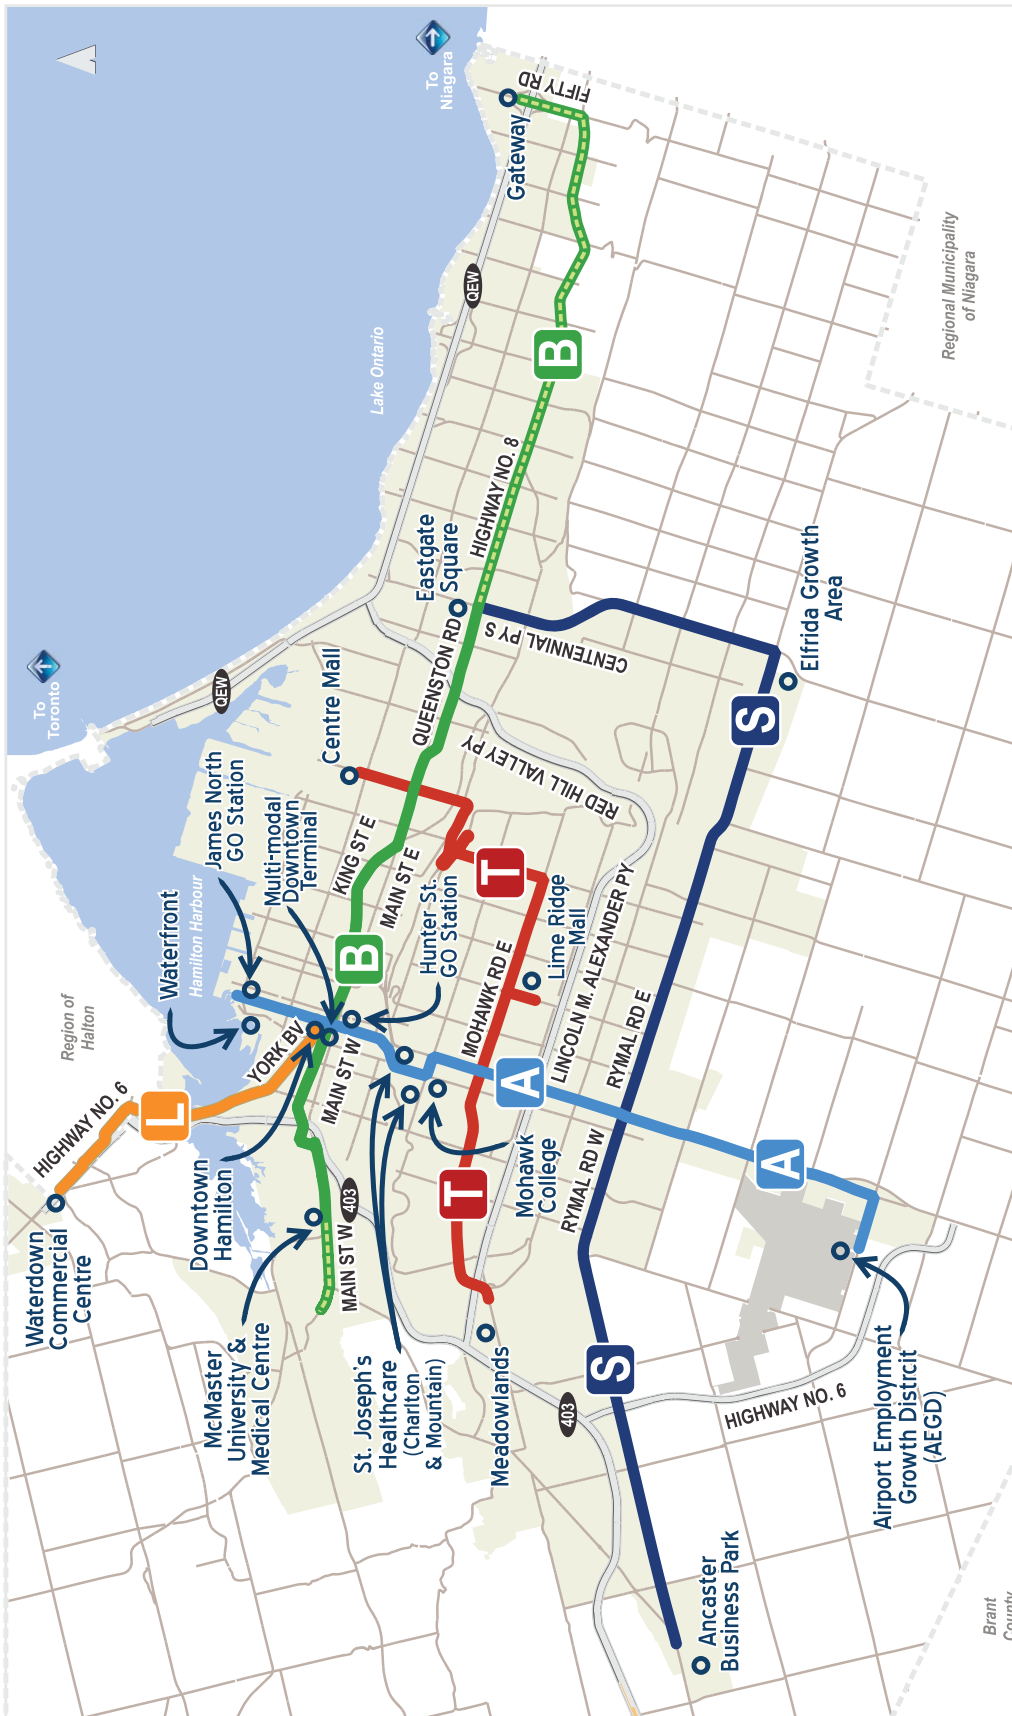 Waterdown
Commercial
Centre
HIGHWAY NO. 6
L
Region of
Halton
To
Toronto
To
Niagara
Waterfront
Hamilton Harbour
James North
GO Station
Multi-modal
Downtown
Terminal
QEW
Lake Ontario
QEW
Centre Mall
YORK BV
Downtown
Hamilton
McMaster
University &
Medical Centre
MAIN ST W
403
MAIN ST W
KING ST E
MAIN ST E
B
QUEENSTON RD
Eastgate
Square
HIGHWAY NO. 8
B
Gateway
FIFTY RD
St. Joseph's
Healthcare
(Charlton
& Mountain)
Hunter St.
GO Station
T
RED HILL VALLEY PY
CENTENNIAL PY S
Meadowlands
T
Mohawk
College
A
MOHAWK RD E
Lime Ridge
Mall
LINCOLN M. ALEXANDER PY
403
S
RYMAL RD W
RYMAL RD E
S
Elfrida Growth
Area
Ancaster
Business Park
HIGHWAY NO. 6
A
Airport Employment
Growth Distrcit
(AEGD)
Regional Municipality
of Niagara
Brant
County